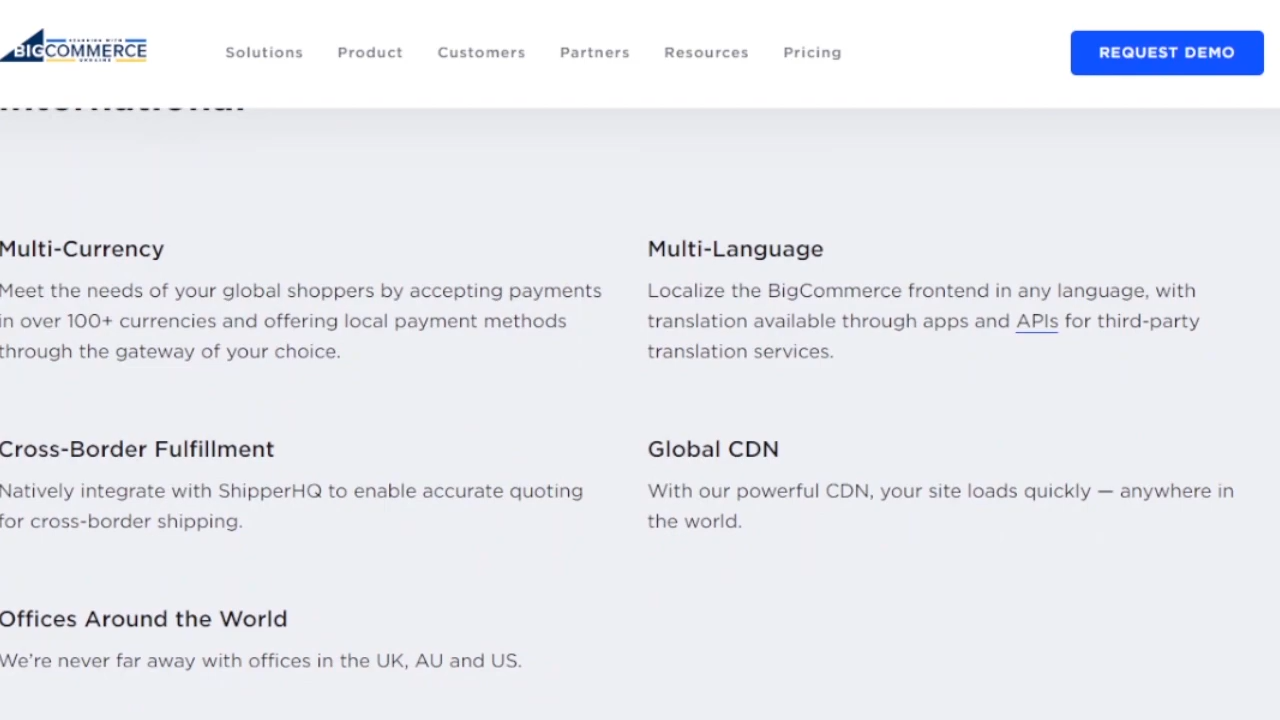 STANDING WITH
BIGCOMMERCE
UKRAINE
Solutions Product Customers Partners Resources Pricing
REQUEST DEMO
International
Multi-Currency
Meet the needs of your global shoppers by accepting payments
in over 100+ currencies and offering local payment methods
through the gateway of your choice.
Multi-Language
Localize the BigCommerce frontend in any language, with
translation available through apps and APIs for third-party
translation services.
Cross-Border Fulfillment
Natively integrate with ShipperHQ to enable accurate quoting
for cross-border shipping.
Global CDN
With our powerful CDN, your site loads quickly — anywhere in
the world.
Offices Around the World
We're never far away with offices in the UK, AU and US.